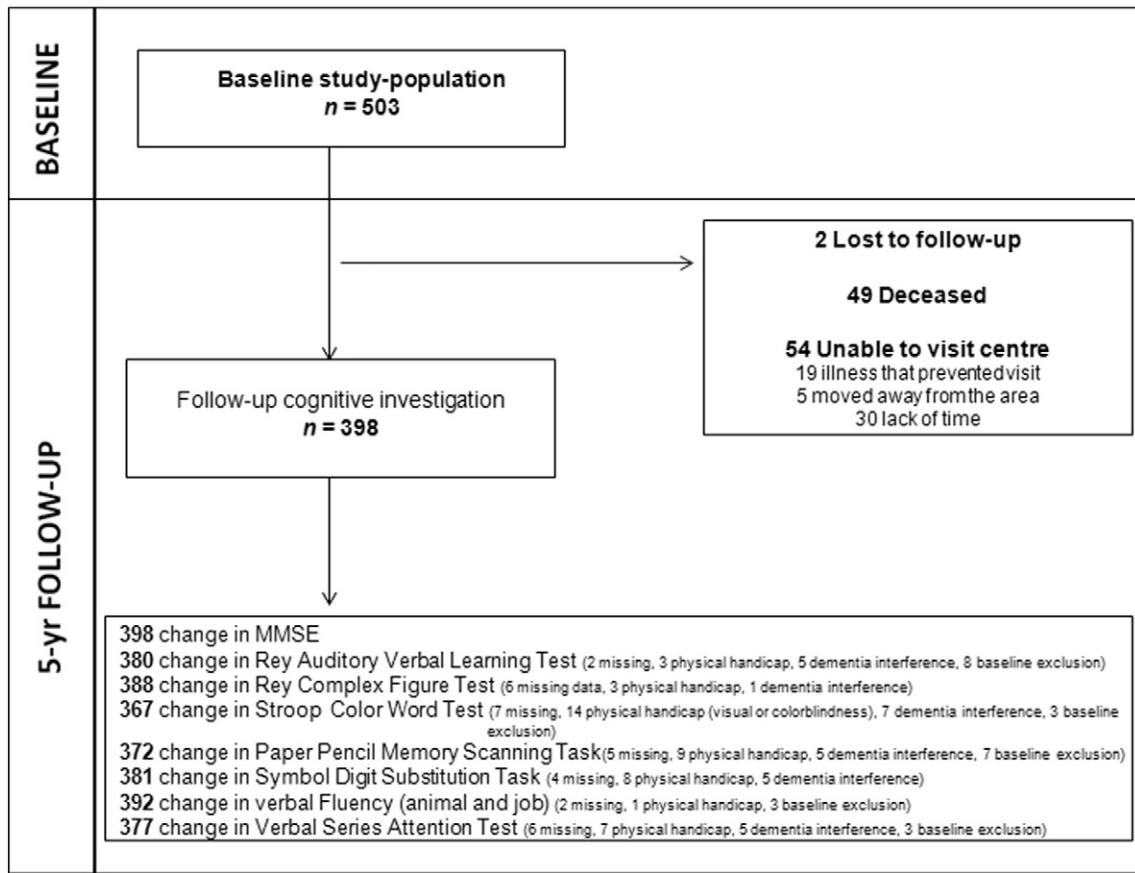 BASELINE
Baseline study-population
n = 503
5-yr FOLLOW-UP
2 Lost to follow-up
49 Deceased
54 Unable to visit centre
19 illness that prevented visit
5 moved away from the area
30 lack of time
Follow-up cognitive investigation
n = 398
398 change in MMSE
380 change in Rey Auditory Verbal Learning Test (2 missing, 3 physical handicap, 5 dementia interference, 8 baseline exclusion)
388 change in Rey Complex Figure Test (6 missing data, 3 physical handicap, 1 dementia interference)
367 change in Stroop Color Word Test (7 missing, 14 physical handicap (visual or colorblindness), 7 dementia interference, 3 baseline
exclusion)
372 change in Paper Pencil Memory Scanning Task(5 missing, 9 physical handicap, 5 dementia interference, 7 baseline exclusion)
381 change in Symbol Digit Substitution Task (4 missing, 8 physical handicap, 5 dementia interference)
392 change in verbal Fluency (animal and job) (2 missing, 1 physical handicap, 3 baseline exclusion)
377 change in Verbal Series Attention Test (6 missing, 7 physical handicap, 5 dementia interference, 3 baseline exclusion)